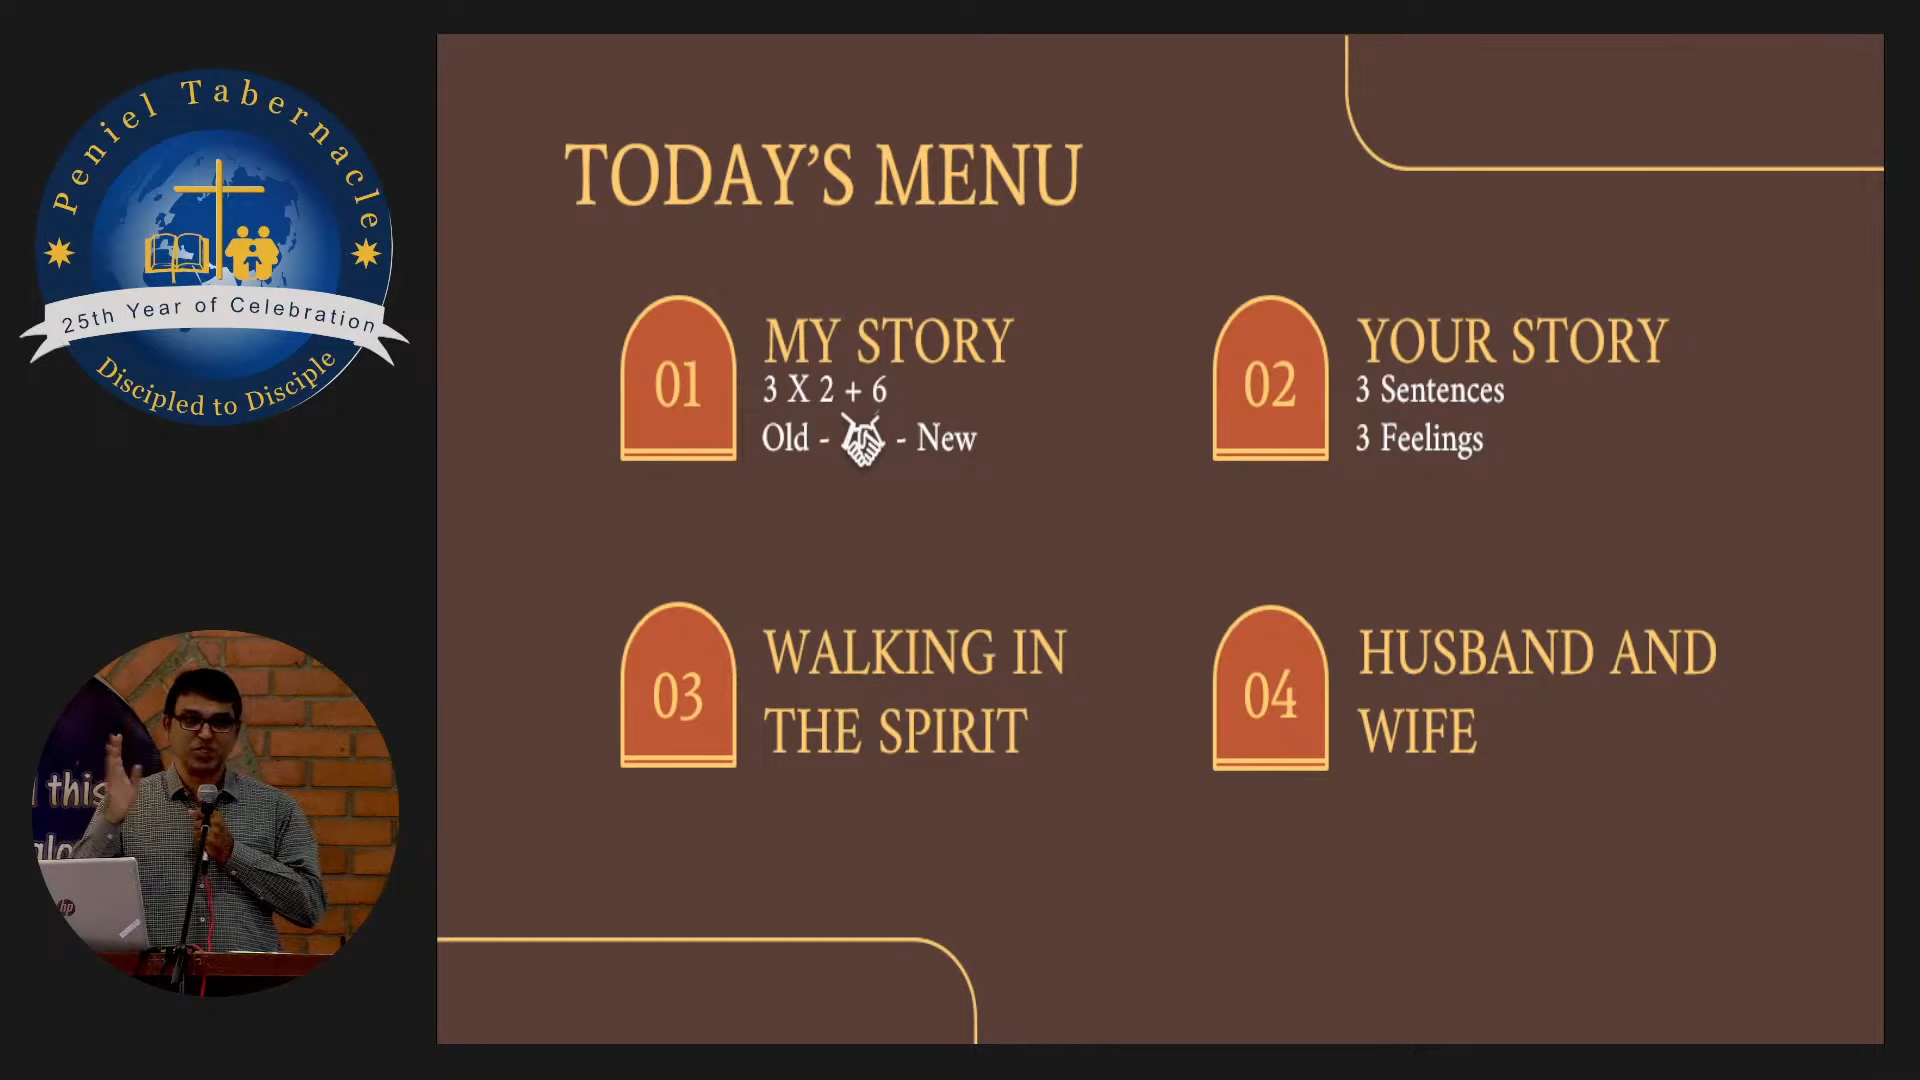 Peniel Tabernacle
25th Year of Celebration
Discipled to Disciple
TODAY'S MENU
01
MY STORY
3 X 2 + 6
Old - - New
02
YOUR STORY
3 Sentences
3 Feelings
03
WALKING IN
THE SPIRIT
04
HUSBAND AND
WIFE
this
hp